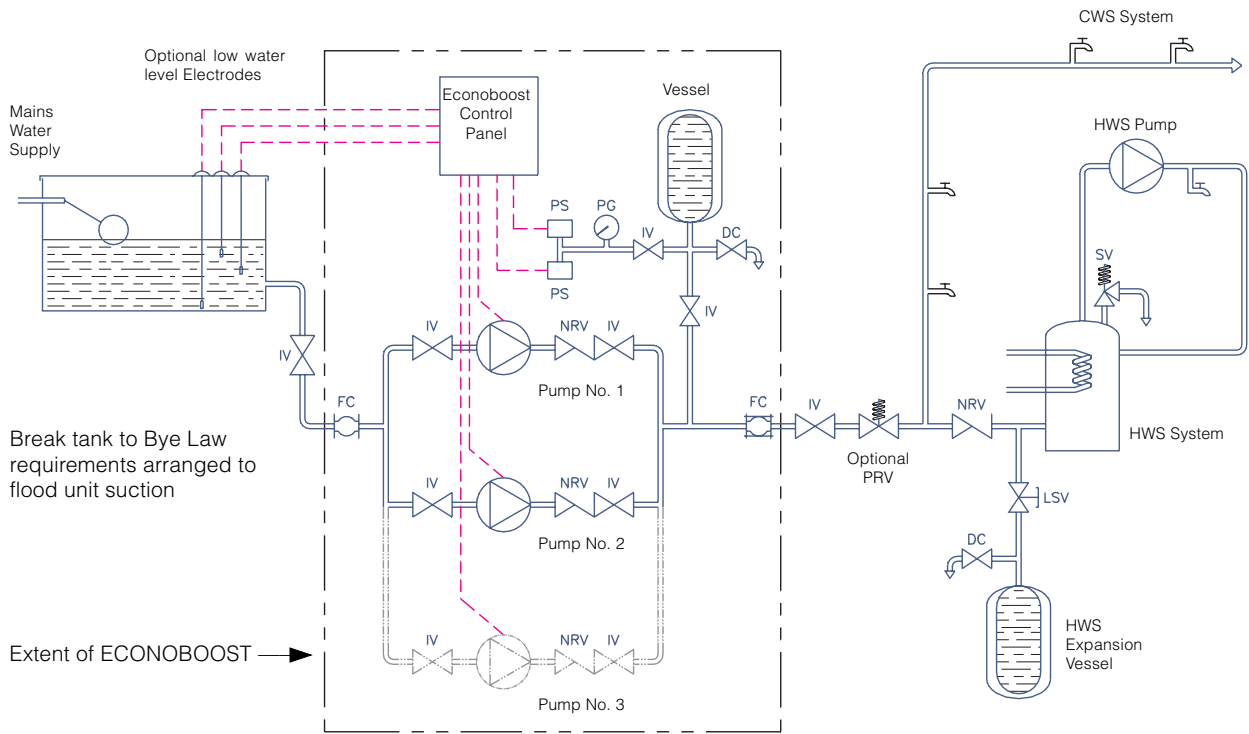 CWS System
Optional low water
level Electrodes
Econoboost
Control
Panel
Vessel
Mains
Water
Supply
HWS Pump
PS
PG
IV
DC
SV
PS
IV
IV
NRV
IV
IV
Pump No. 1
FC
FC
IV
NRV
Optional
PRV
HWS System
Break tank to Bye Law
requirements arranged to
flood unit suction
IV
NRV
IV
LSV
Pump No. 2
DC
IV
NRV
IV
HWS
Expansion
Vessel
Extent of ECONOBOOST
Pump No. 3